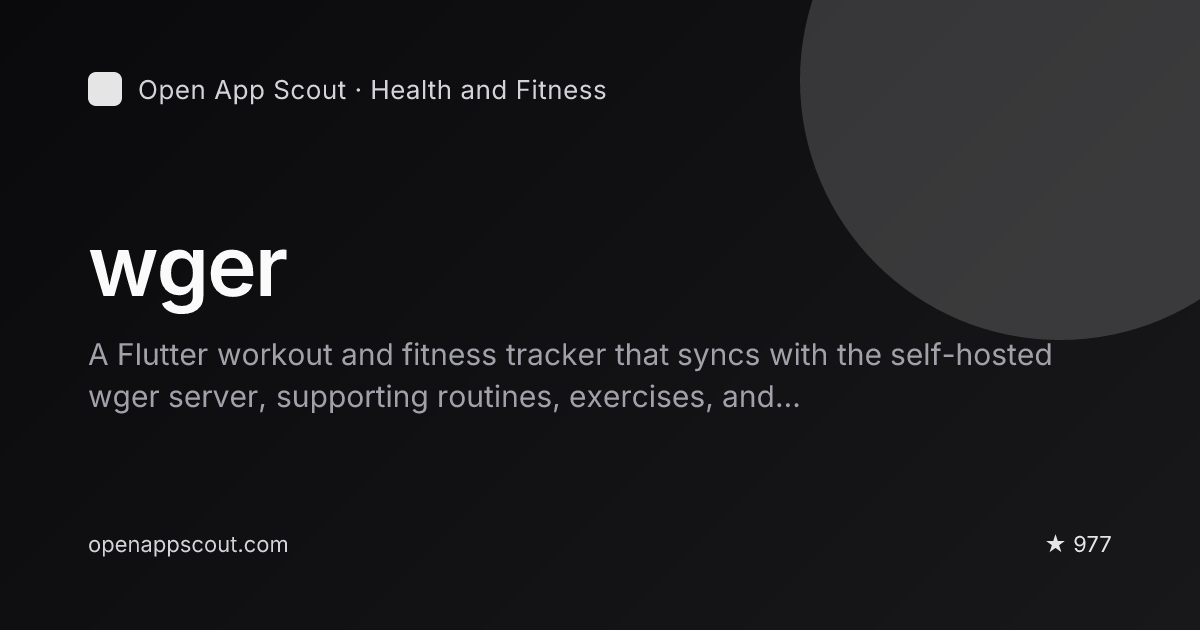 Open App Scout · Health and Fitness
wger
A Flutter workout and fitness tracker that syncs with the self-hosted
wger server, supporting routines, exercises, and...
openappscout.com
★ 977